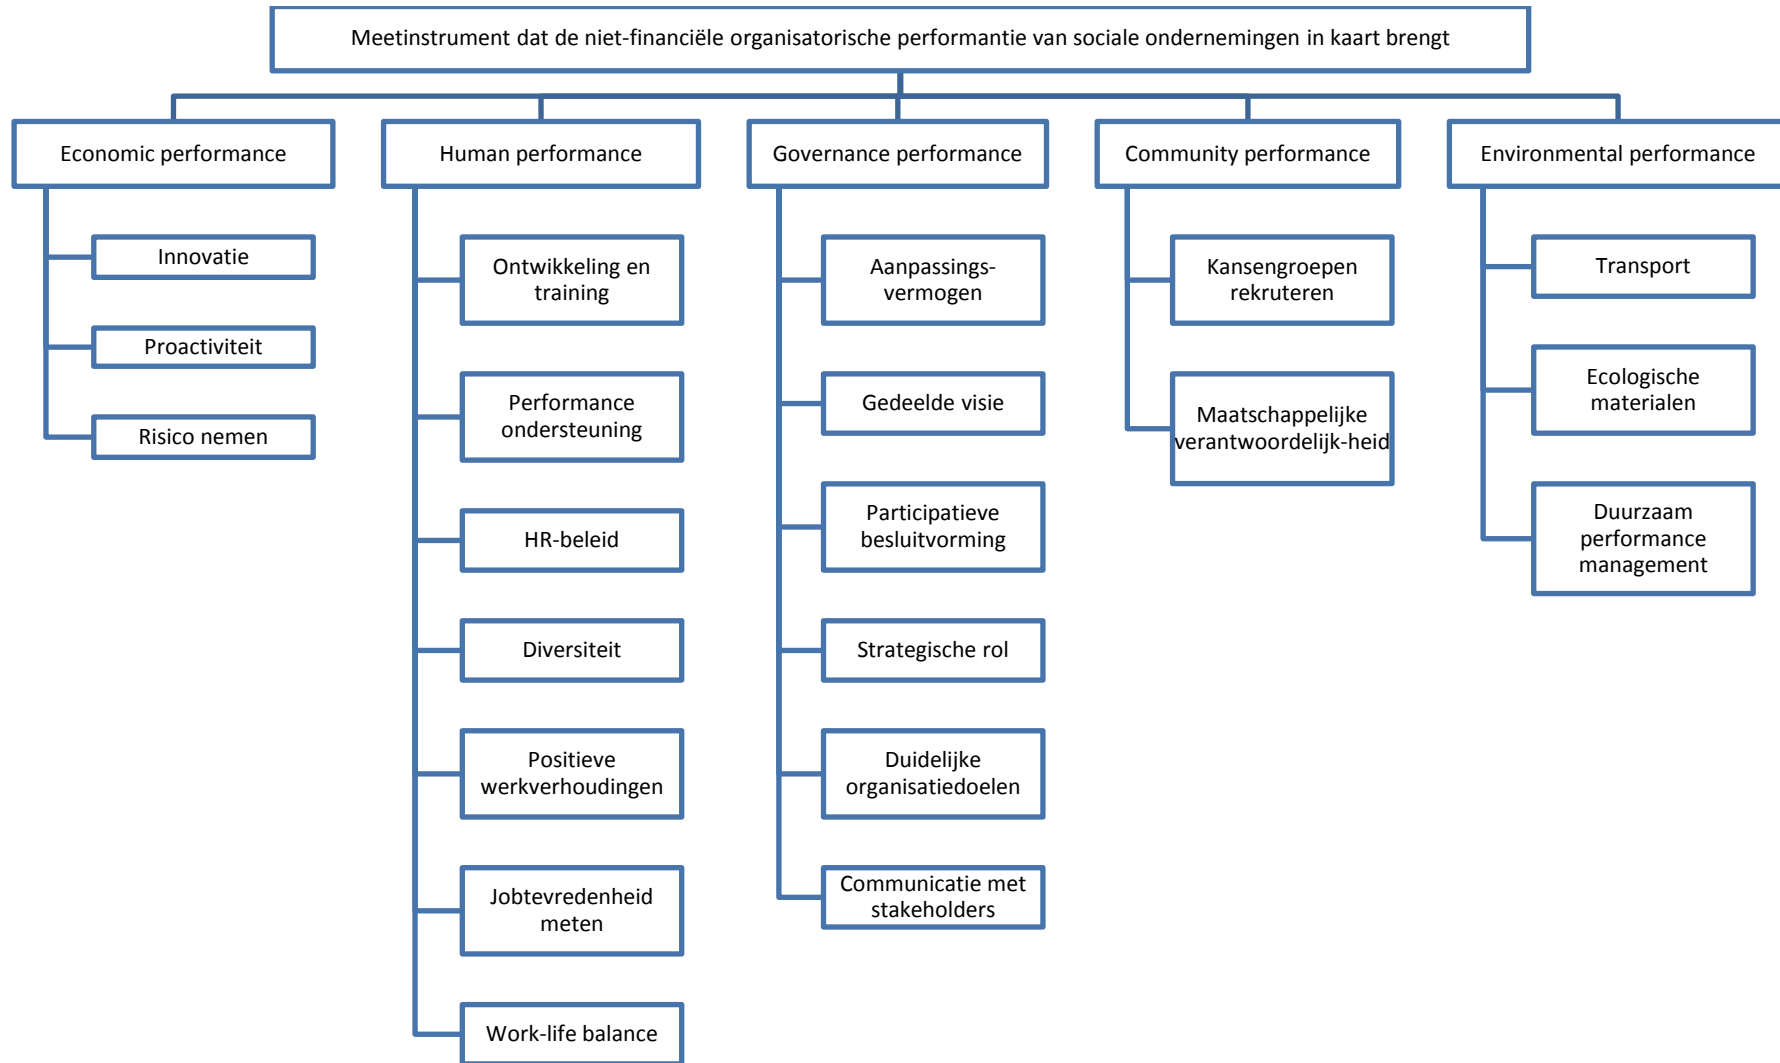 Meetinstrument dat de niet-financiële organisatorische performantie van sociale ondernemingen in kaart brengt
Economic performance
Innovatie
Proactiviteit
Risico nemen
Human performance
Ontwikkeling en
training
Performance
ondersteuning
HR-beleid
Diversiteit
Positieve
werkverhoudingen
Jobtevredenheid
meten
Work-life balance
Governance performance
Aanpassings-
vermogen
Gedeelde visie
Participatieve
besluitvorming
Strategische rol
Duidelijke
organisatiedoelen
Communicatie met
stakeholders
Community performance
Kansengroepen
rekruteren
Maatschappelijke
verantwoordelijk-heid
Environmental performance
Transport
Ecologische
materialen
Duurzaam
performance
management